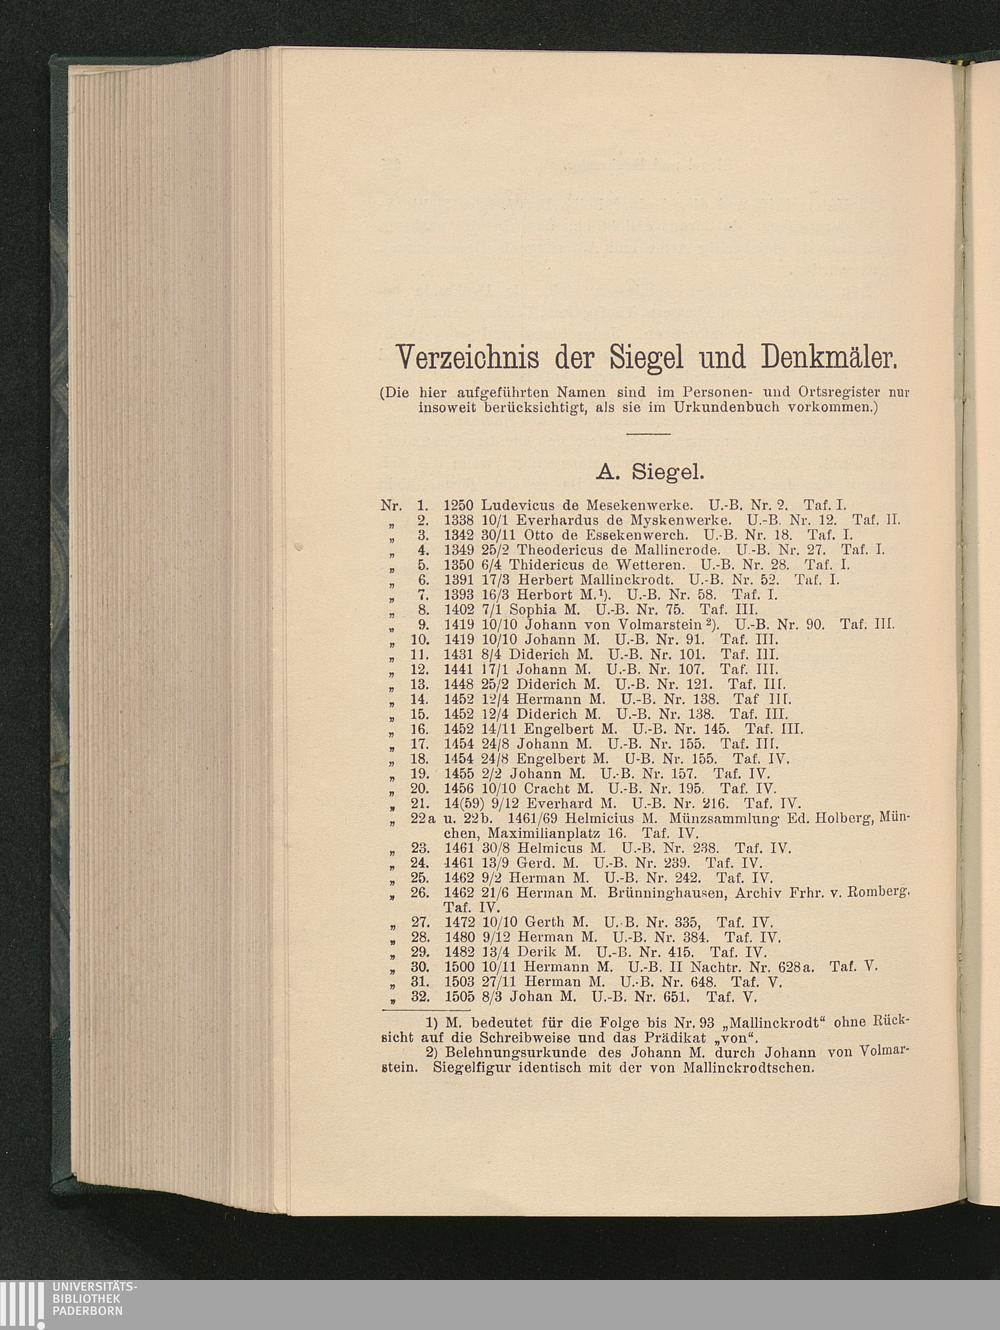 Verzeichnis der Siegel und Denkmäler.
(Die hier aufgeführten Namen sind im Personen- und Ortsregister nur
insoweit berücksichtigt, als sie im Urkundenbuch vorkommen.)
A. Siegel.
Nr. 1. 1250 Ludevicus de Mesekenwerke. U.-B. Nr. 2. Taf. I.
„ 2. 1338 10/1 Everhardus de Myskenwerke. U.-B. Nr. 12. Taf. II.
„ 3. 1342 30/11 Otto de Essekenwerch. U.-B. Nr. 18. Taf. I.
„ 4. 1349 25/2 Theodericus de Mallincrode. U.-B. Nr. 27. Taf. I.
„ 5. 1350 6/4 Thidericus de Wetteren. U.-B. Nr. 28. Taf. I.
„ 6. 1391 17/3 Herbert Mallinckrodt. U.-B. Nr. 52. Taf. I.
„ 7. 1393 16/3 Herbort M.¹). U.-B. Nr. 58. Taf. I.
„ 8. 1402 7/1 Sophia M. U.-B. Nr. 75. Taf. III.
„ 9. 1419 10/10 Johann von Volmarstein²). U.-B. Nr. 90. Taf. III.
„ 10. 1419 10/10 Johann M. U.-B. Nr. 91. Taf. III.
„ 11. 1431 8/4 Diderich M. U.-B. Nr. 101. Taf. III.
„ 12. 1441 17/1 Johann M. U.-B. Nr. 107. Taf. III.
„ 13. 1448 25/2 Diderich M. U.-B. Nr. 121. Taf. III.
„ 14. 1452 12/4 Hermann M. U.-B. Nr. 138. Taf III.
„ 15. 1452 12/4 Diderich M. U.-B. Nr. 138. Taf. III.
„ 16. 1452 14/11 Engelbert M. U.-B. Nr. 145. Taf. III.
„ 17. 1454 24/8 Johann M. U.-B. Nr. 155. Taf. III.
„ 18. 1454 24/8 Engelbert M. U-B. Nr. 155. Taf. IV.
„ 19. 1455 2/2 Johann M. U.-B. Nr. 157. Taf. IV.
„ 20. 1456 10/10 Cracht M. U.-B. Nr. 195. Taf. IV.
„ 21. 14(59) 9/12 Everhard M. U.-B. Nr. 216. Taf. IV.
„ 22a u. 22b. 1461/69 Helmicius M. Münzsammlung Ed. Holberg, Mün-
chen, Maximilianplatz 16. Taf. IV.
„ 23. 1461 30/8 Helmicus M. U.-B. Nr. 238. Taf. IV.
„ 24. 1461 13/9 Gerd. M. U.-B. Nr. 239. Taf. IV.
„ 25. 1462 9/2 Herman M. U.-B. Nr. 242. Taf. IV.
„ 26. 1462 21/6 Herman M. Brünninghausen, Archiv Frhr. v. Romberg.
Taf. IV.
„ 27. 1472 10/10 Gerth M. U.-B. Nr. 335, Taf. IV.
„ 28. 1480 9/12 Herman M. U.-B. Nr. 384. Taf. IV.
„ 29. 1482 13/4 Derik M. U.-B. Nr. 415. Taf. IV.
„ 30. 1500 10/11 Hermann M. U.-B. II Nachtr. Nr. 628a. Taf. V.
„ 31. 1503 27/11 Herman M. U.-B. Nr. 648. Taf. V.
„ 32. 1505 8/3 Johan M. U.-B. Nr. 651. Taf. V.
1) M. bedeutet für die Folge bis Nr. 93 „Mallinckrodt“ ohne Rück-
sicht auf die Schreibweise und das Prädikat „von“.
2) Belehnungsurkunde des Johann M. durch Johann von Volmar-
stein. Siegelfigur identisch mit der von Mallinckrodtschen.
UNIVERSITÄTS-
BIBLIOTHEK
PADERBORN